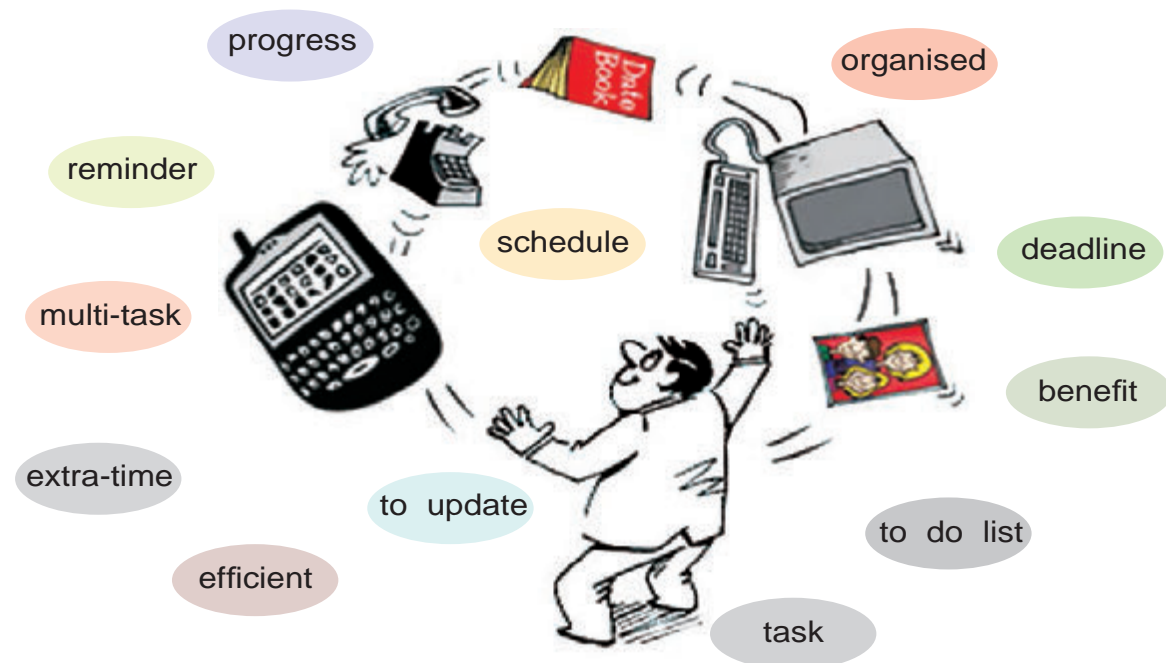 progress
Date
Book
organised
reminder
schedule
deadline
multi-task
benefit
extra-time
to update
to do list
efficient
task